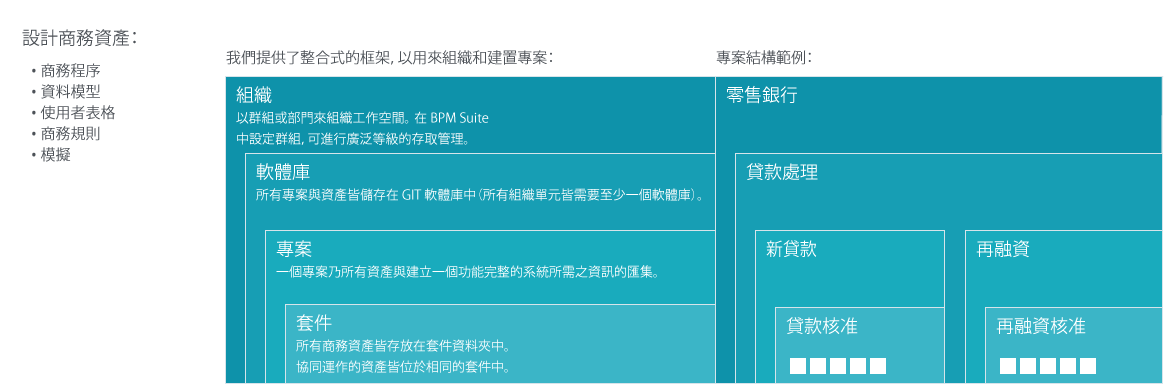 設計商務資產：
• 商務程序
• 資料模型
• 使用者表格
• 商務規則
• 模擬
我們提供了整合式的框架，以用來組織和建置專案：
組織
以群組或部門來組織工作空間。在 BPM Suite
中設定群組，可進行廣泛等級的存取管理。
軟體庫
所有專案與資產皆儲存在 GIT 軟體庫中（所有組織單元皆需要至少一個軟體庫）。
專案
一個專案乃所有資產與建立一個功能完整的系統所需之資訊的匯集。
套件
所有商務資產皆存放在套件資料夾中。
協同運作的資產皆位於相同的套件中。
專案結構範例：
零售銀行
貸款處理
新貸款
貸款核准
再融資
再融資核准